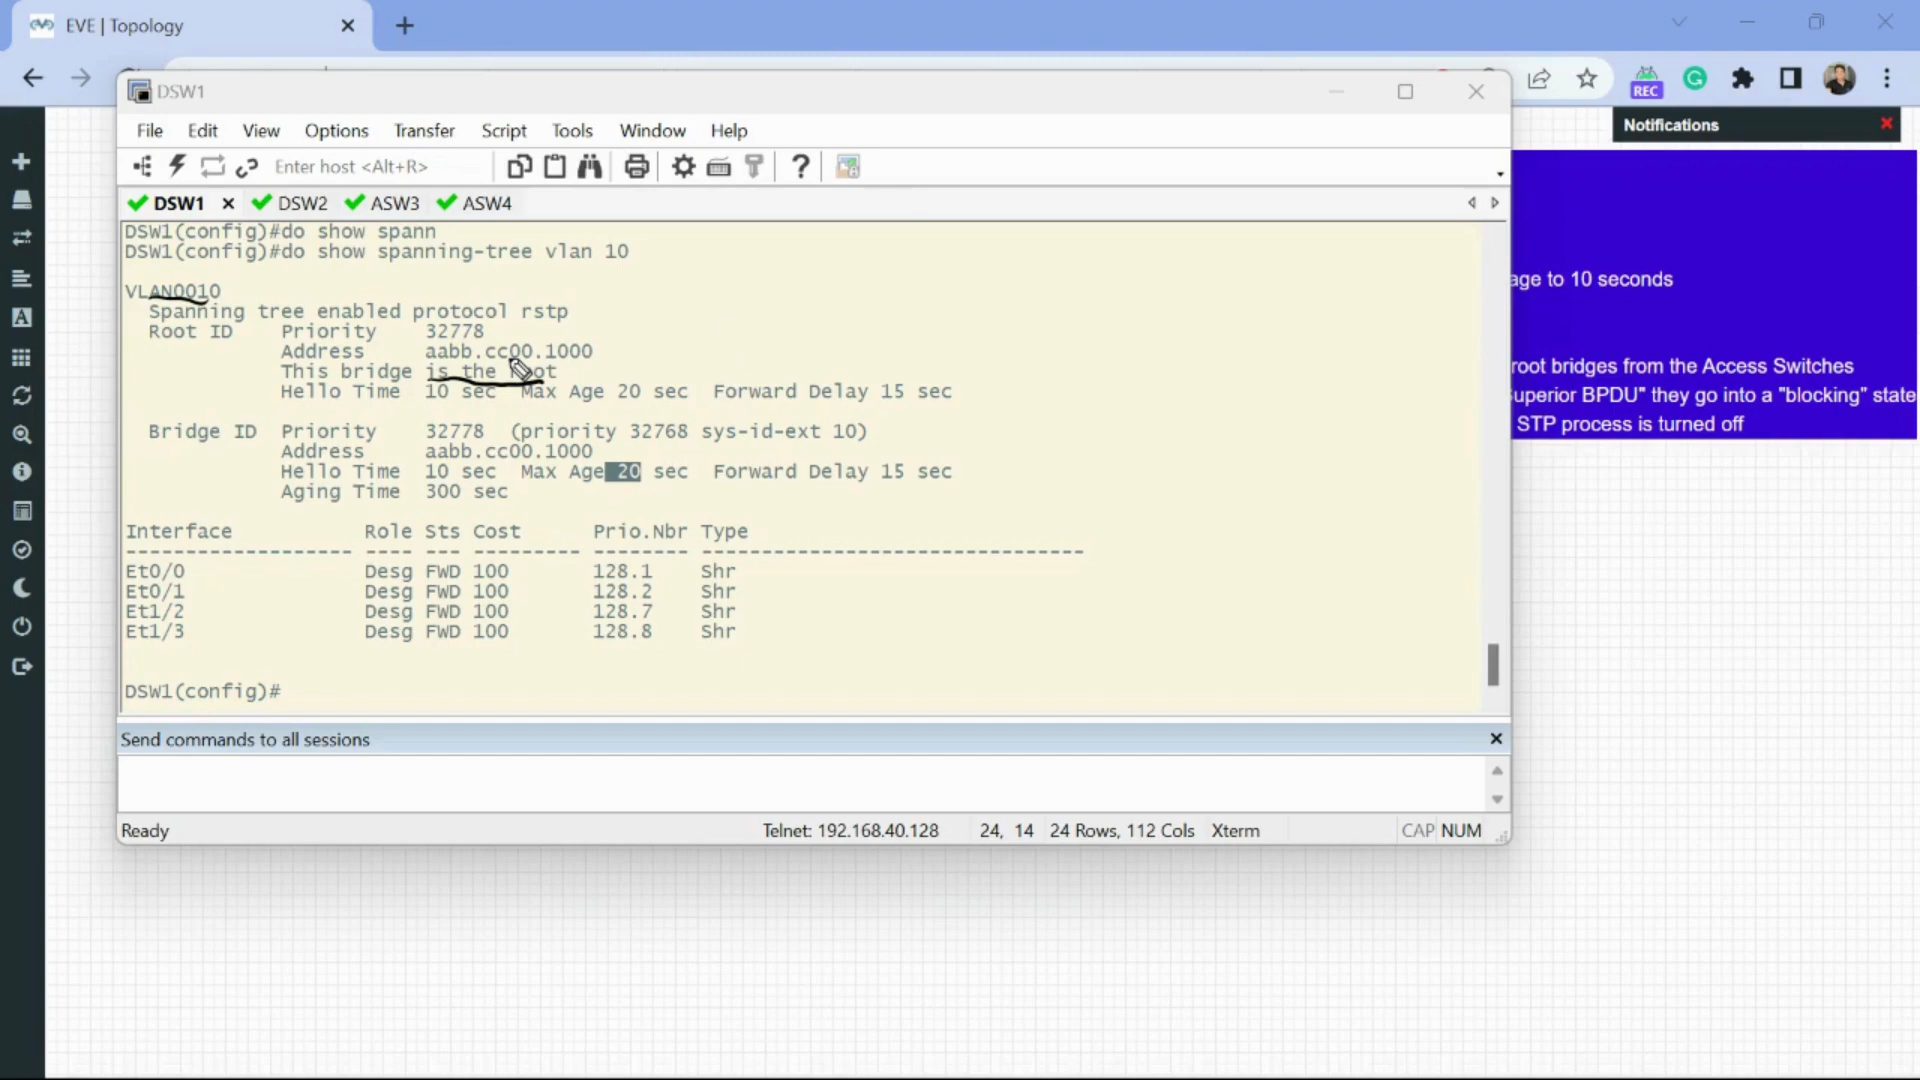 EVE | Topology
REC
DSW1
Notifications
File Edit View Options Transfer Script Tools Window Help
Enter host <Alt+R>
DSW1 DSW2 ASW3 ASW4
DSW1(config)#do show spann
DSW1(config)#do show spanning-tree vlan 10
VLAN0010
Spanning tree enabled protocol rstp
Root ID Priority 32778
Address aabb.cc00.1000
This bridge is the root
Hello Time 10 sec Max Age 20 sec Forward Delay 15 sec
Bridge ID Priority 32778 (priority 32768 sys-id-ext 10)
Address aabb.cc00.1000
Hello Time 10 sec Max Age 20 sec Forward Delay 15 sec
Aging Time 300 sec
Interface Role Sts Cost Prio.Nbr Type
------------------- ---- --- --------- -------- --------------------------------
Et0/0 Desg FWD 100 128.1 Shr
Et0/1 Desg FWD 100 128.2 Shr
Et1/2 Desg FWD 100 128.7 Shr
Et1/3 Desg FWD 100 128.8 Shr
DSW1(config)#
age to 10 seconds
root bridges from the Access Switches
uperior BPDU" they go into a "blocking" state
STP process is turned off
Send commands to all sessions
Ready Telnet: 192.168.40.128 24, 14 24 Rows, 112 Cols Xterm CAP NUM